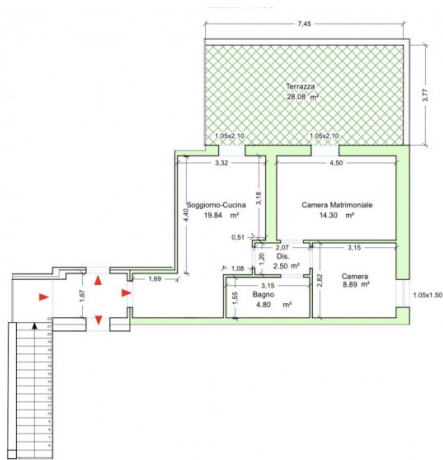 7,45
Terrazza
28.08 m²
3,77
1.05x2.10
1.05x2.10
3,32
4,50
3,18
4,40
Soggiorno-Cucina
19.84 m²
Camera Matrimoniale
14.30 m²
0,51
2,07
3,15
Dis.
2.50 m²
1,20
1,08
1,69
3,15
2,82
Camera
8.89 m²
1,67
1,55
Bagno
4.80 m²
1.05x1.50